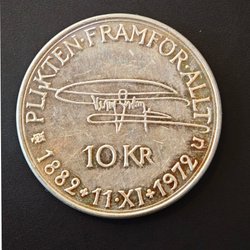 PLIKTEN·FRAMFÖR·ALLT
10 KR
1882·11·XI·1972
U